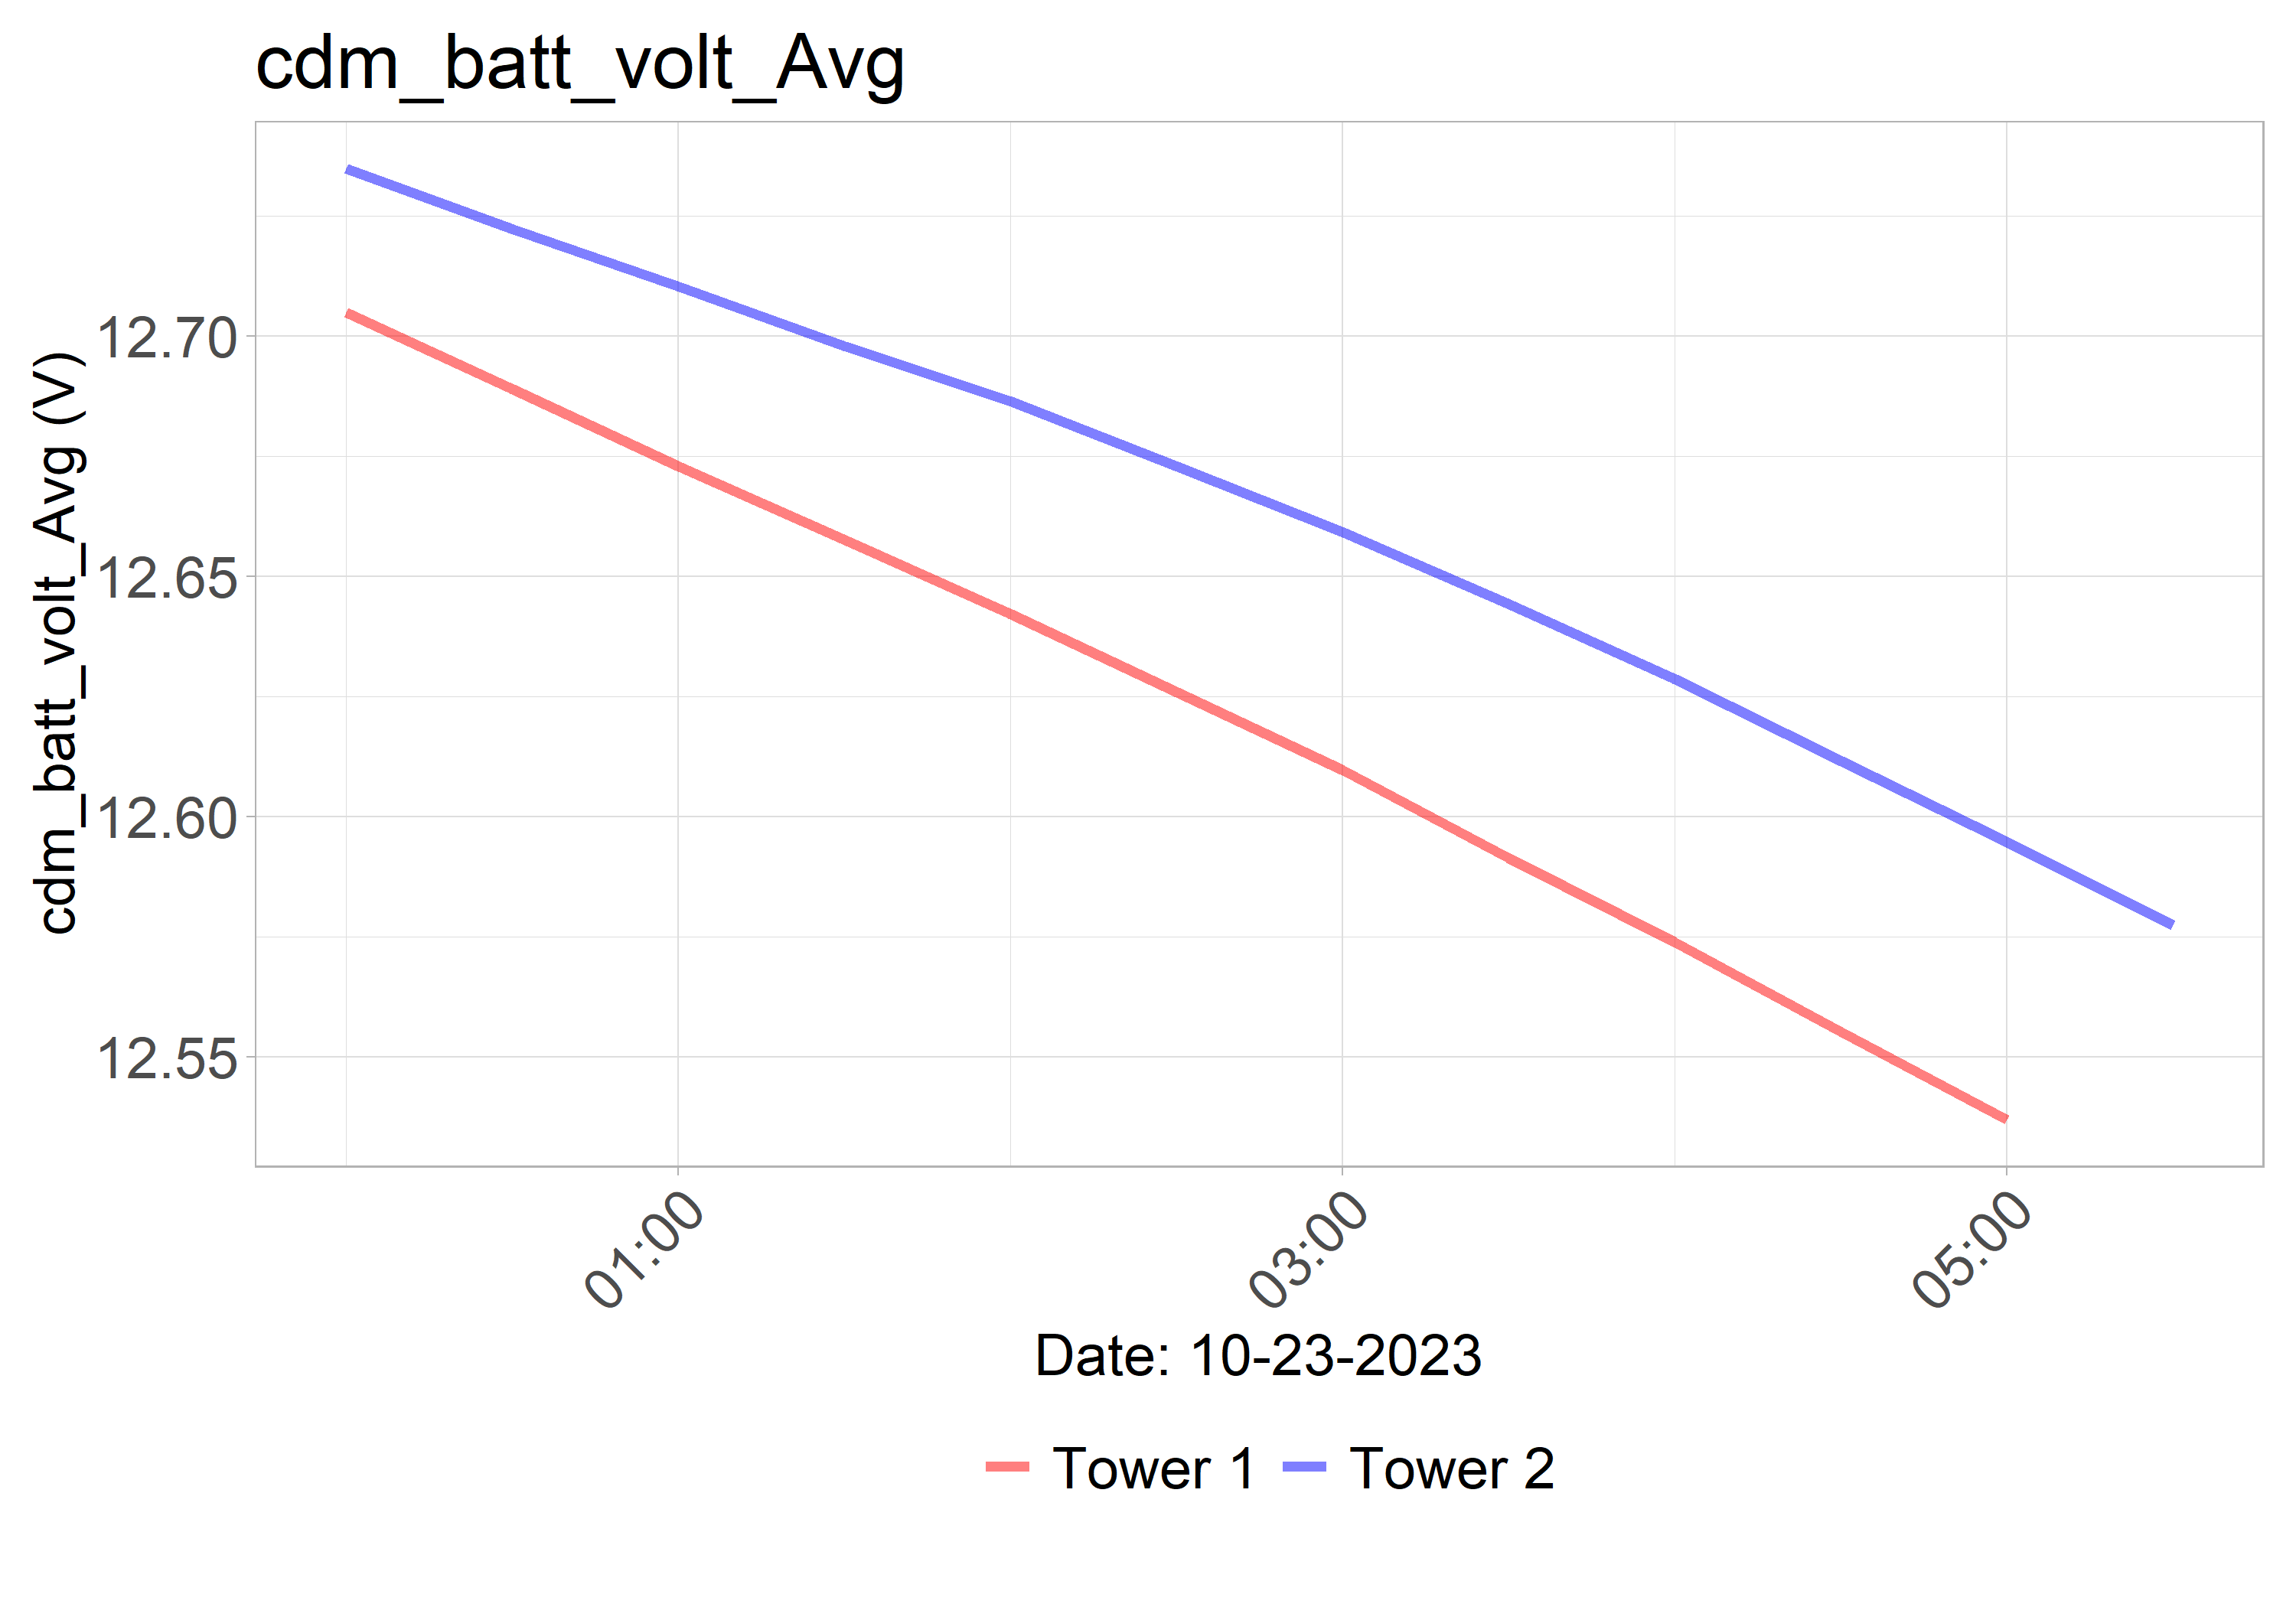 cdm_batt_volt_Avg
cdm_batt_volt_Avg (V)
12.70
12.65
12.60
12.55
01:00
03:00
05:00
Date: 10-23-2023
Tower 1
Tower 2